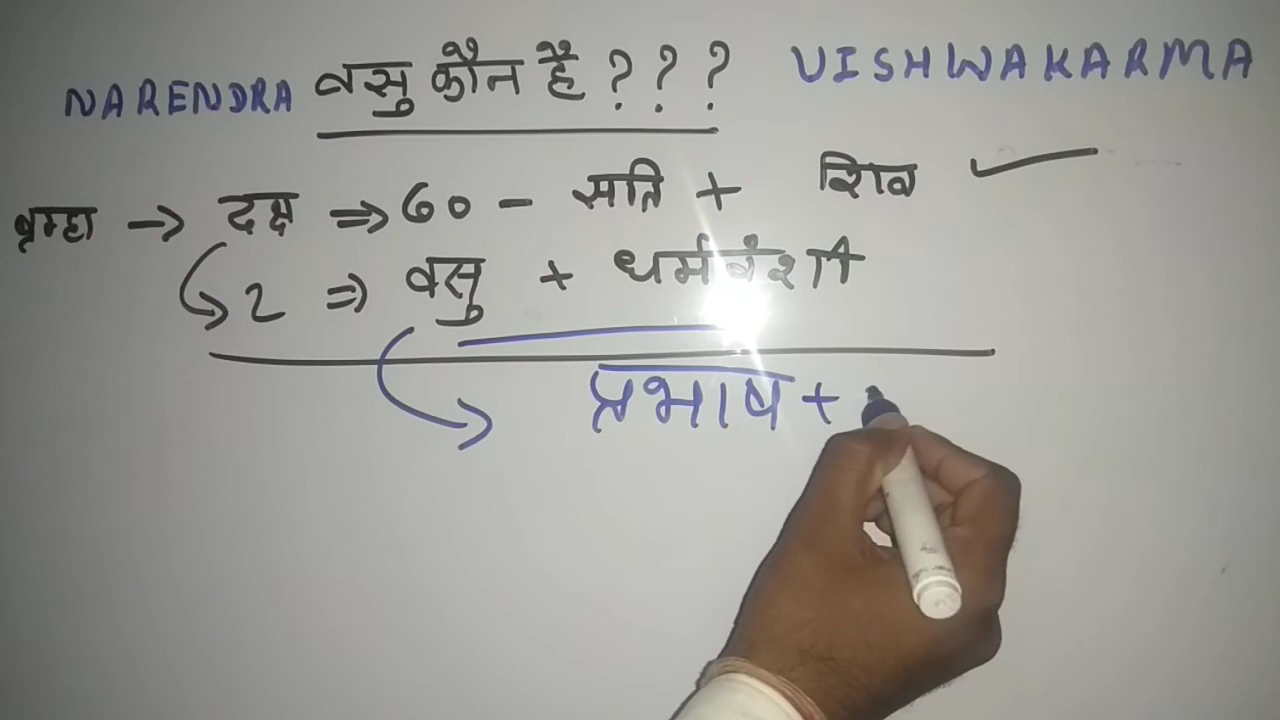 NARENDRA वसु कौन है ??? VISHWAKARMA
ब्रम्हा → दक्ष ⇒ 60 - सति + शिव
2 ⇒ वसु + धर्मवंशी
प्रभाष +